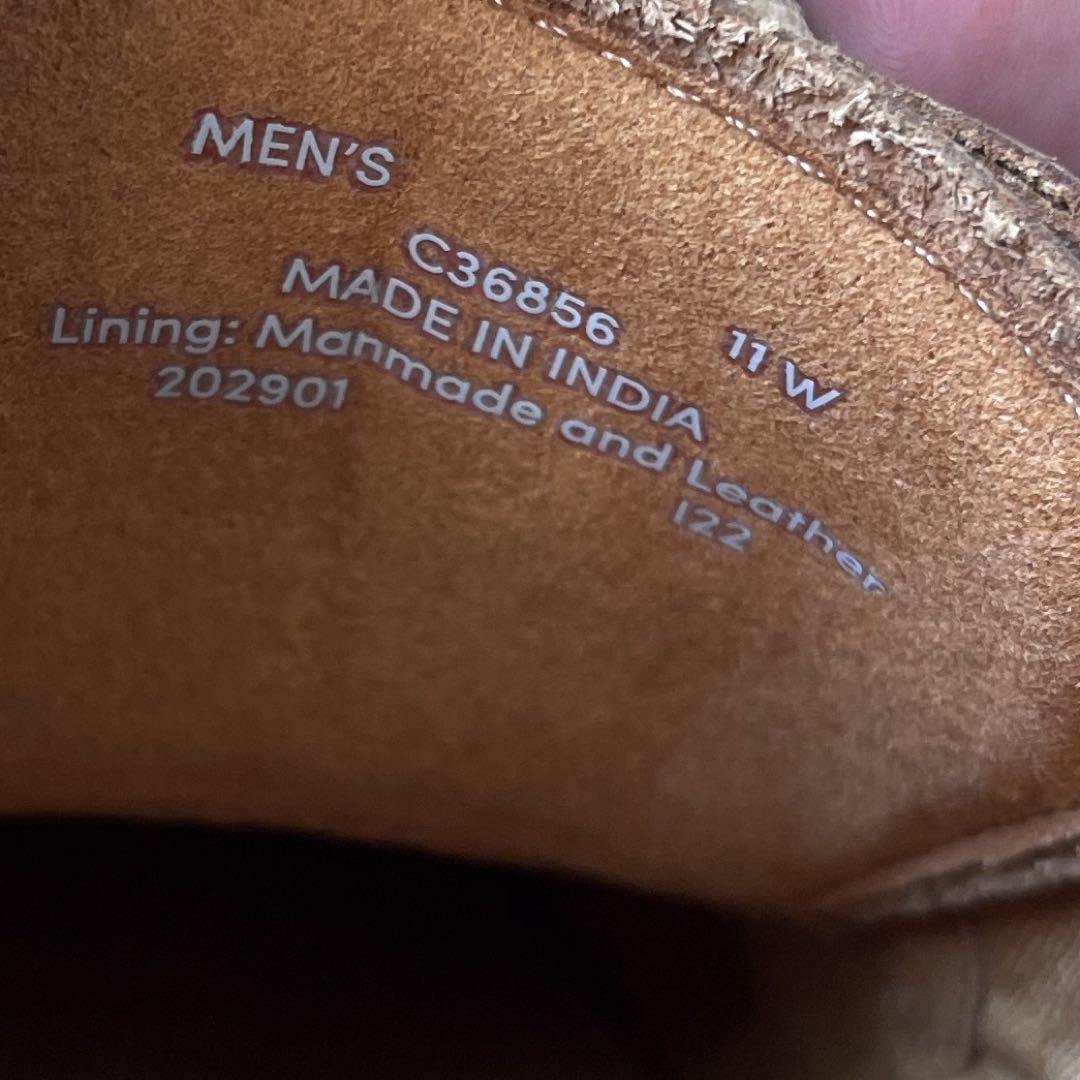 MEN'S
C36856 11 W
MADE IN INDIA
Lining: Manmade and Leather
202901 I22